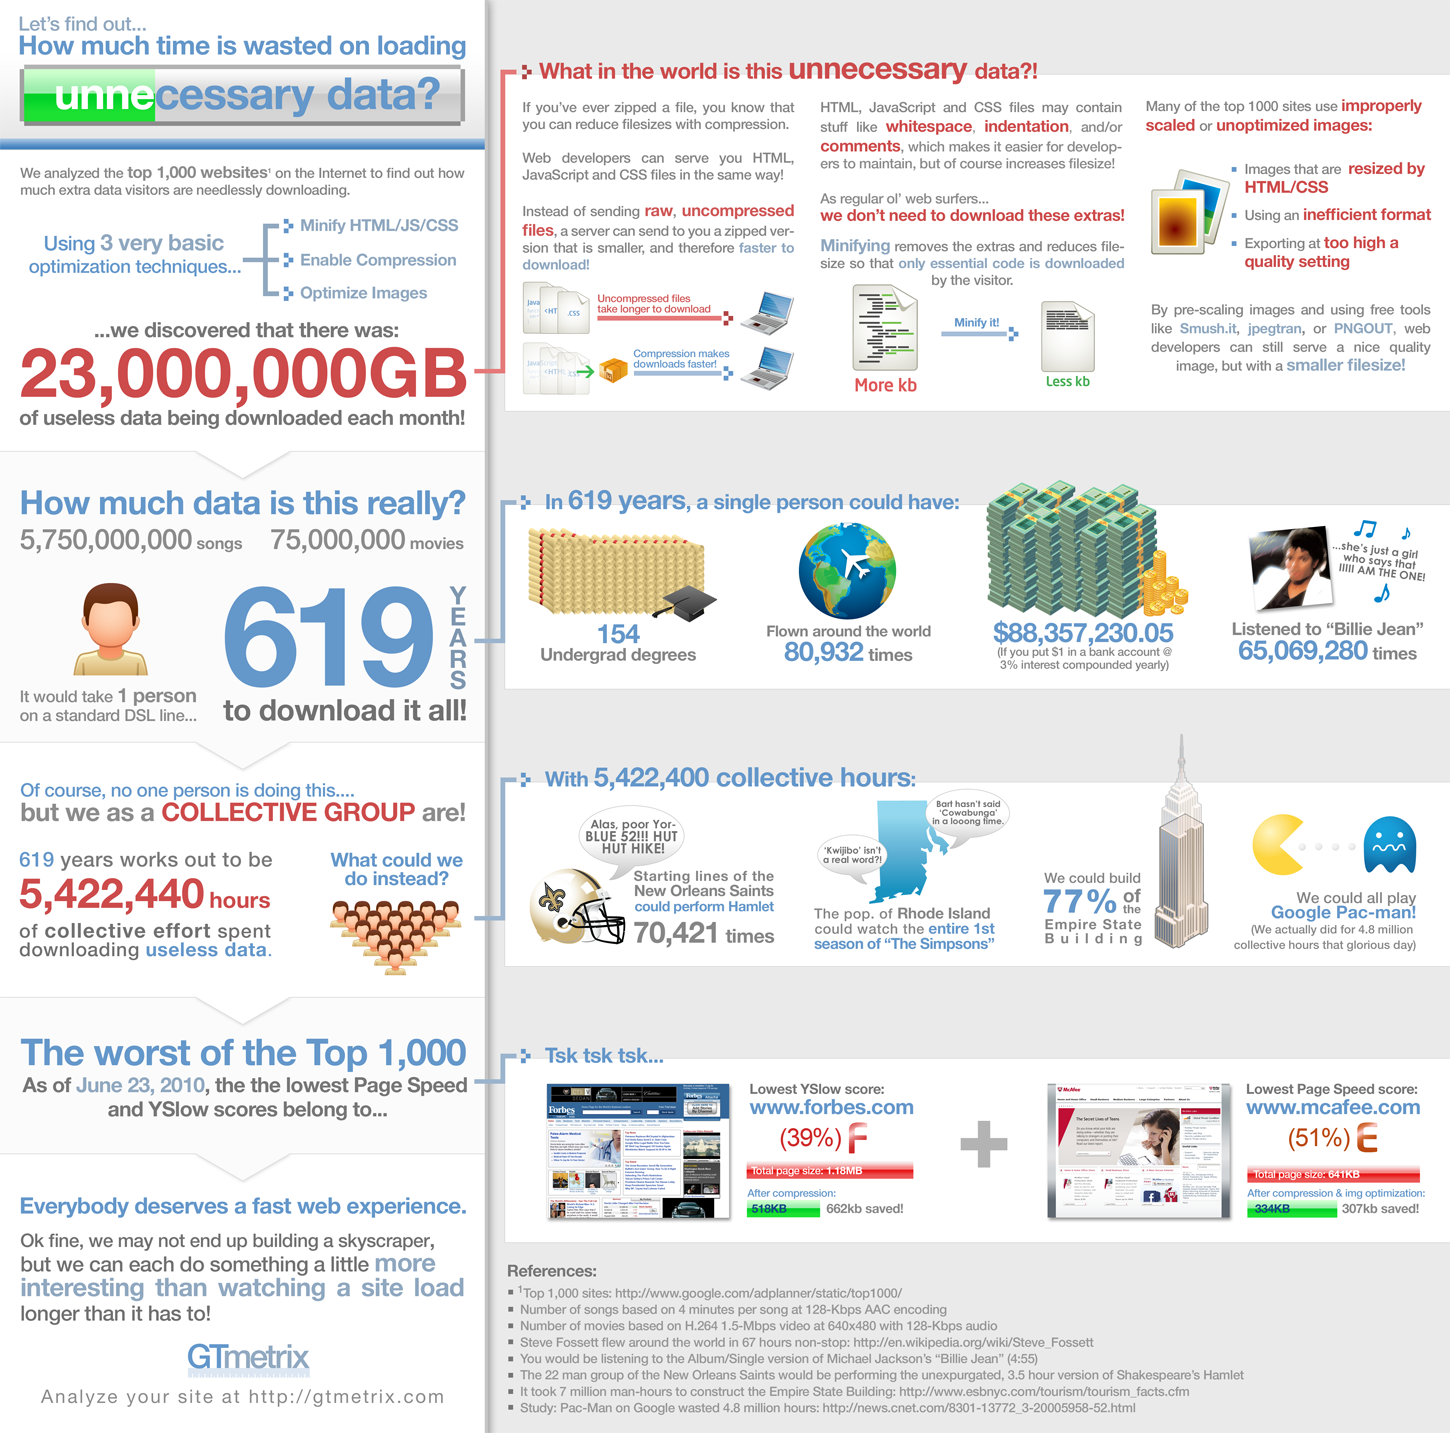 Let's find out...
How much time is wasted on loading
unnecessary data?
We analyzed the top 1,000 websites¹ on the Internet to find out how
much extra data visitors are needlessly downloading.
Using 3 very basic
optimization techniques...
Minify HTML/JS/CSS
Enable Compression
Optimize Images
...we discovered that there was:
23,000,000GB
of useless data being downloaded each month!
What in the world is this unnecessary data?!
If you've ever zipped a file, you know that
you can reduce filesizes with compression.
Web developers can serve you HTML,
JavaScript and CSS files in the same way!
Instead of sending raw, uncompressed
files, a server can send to you a zipped ver-
sion that is smaller, and therefore faster to
download!
Java
<HT
.CSS
Uncompressed files
take longer to download
Compression makes
downloads faster!
HTML, JavaScript and CSS files may contain
stuff like whitespace, indentation, and/or
comments, which makes it easier for develop-
ers to maintain, but of course increases filesize!
As regular ol' web surfers...
we don't need to download these extras!
Minifying removes the extras and reduces file-
size so that only essential code is downloaded
by the visitor.
More kb
Minify it!
Less kb
Many of the top 1000 sites use improperly
scaled or unoptimized images:
Images that are resized by
HTML/CSS
Using an inefficient format
Exporting at too high a
quality setting
By pre-scaling images and using free tools
like Smush.it, jpegtran, or PNGOUT, web
developers can still serve a nice quality
image, but with a smaller filesize!
How much data is this really?
5,750,000,000 songs 75,000,000 movies
It would take 1 person
on a standard DSL line...
619 YEARS
to download it all!
In 619 years, a single person could have:
154
Undergrad degrees
Flown around the world
80,932 times
$88,357,230.05
(If you put $1 in a bank account @
3% interest compounded yearly)
...she's just a girl
who says that
IIIII AM THE ONE!
Listened to "Billie Jean"
65,069,280 times
Of course, no one person is doing this....
but we as a COLLECTIVE GROUP are!
619 years works out to be
5,422,440 hours
of collective effort spent
downloading useless data.
What could we
do instead?
With 5,422,400 collective hours:
Alas, poor Yor-
BLUE 52!!! HUT
HUT HIKE!
Starting lines of the
New Orleans Saints
could perform Hamlet
70,421 times
Bart hasn't said
'Cowabunga'
in a looong time.
'Kwijibo' isn't
a real word?!
The pop. of Rhode Island
could watch the entire 1st
season of "The Simpsons"
We could build
77% of the
Empire State
Building
We could all play
Google Pac-man!
(We actually did for 4.8 million
collective hours that glorious day)
The worst of the Top 1,000
As of June 23, 2010, the the lowest Page Speed
and YSlow scores belong to...
Tsk tsk tsk...
Forbes
Lowest YSlow score:
www.forbes.com
(39%) F
Total page size: 1.18MB
After compression:
518KB 662kb saved!
McAfee
The Secret Lives of Teens
Lowest Page Speed score:
www.mcafee.com
(51%) E
Total page size: 641KB
After compression & img optimization:
334KB 307kb saved!
Everybody deserves a fast web experience.
Ok fine, we may not end up building a skyscraper,
but we can each do something a little more
interesting than watching a site load
longer than it has to!
GTmetrix
Analyze your site at http://gtmetrix.com
References:
¹Top 1,000 sites: http://www.google.com/adplanner/static/top1000/
Number of songs based on 4 minutes per song at 128-Kbps AAC encoding
Number of movies based on H.264 1.5-Mbps video at 640x480 with 128-Kbps audio
Steve Fossett flew around the world in 67 hours non-stop: http://en.wikipedia.org/wiki/Steve_Fossett
You would be listening to the Album/Single version of Michael Jackson's "Billie Jean" (4:55)
The 22 man group of the New Orleans Saints would be performing the unexpurgated, 3.5 hour version of Shakespeare's Hamlet
It took 7 million man-hours to construct the Empire State Building: http://www.esbnyc.com/tourism/tourism_facts.cfm
Study: Pac-Man on Google wasted 4.8 million hours: http://news.cnet.com/8301-13772_3-20005958-52.html